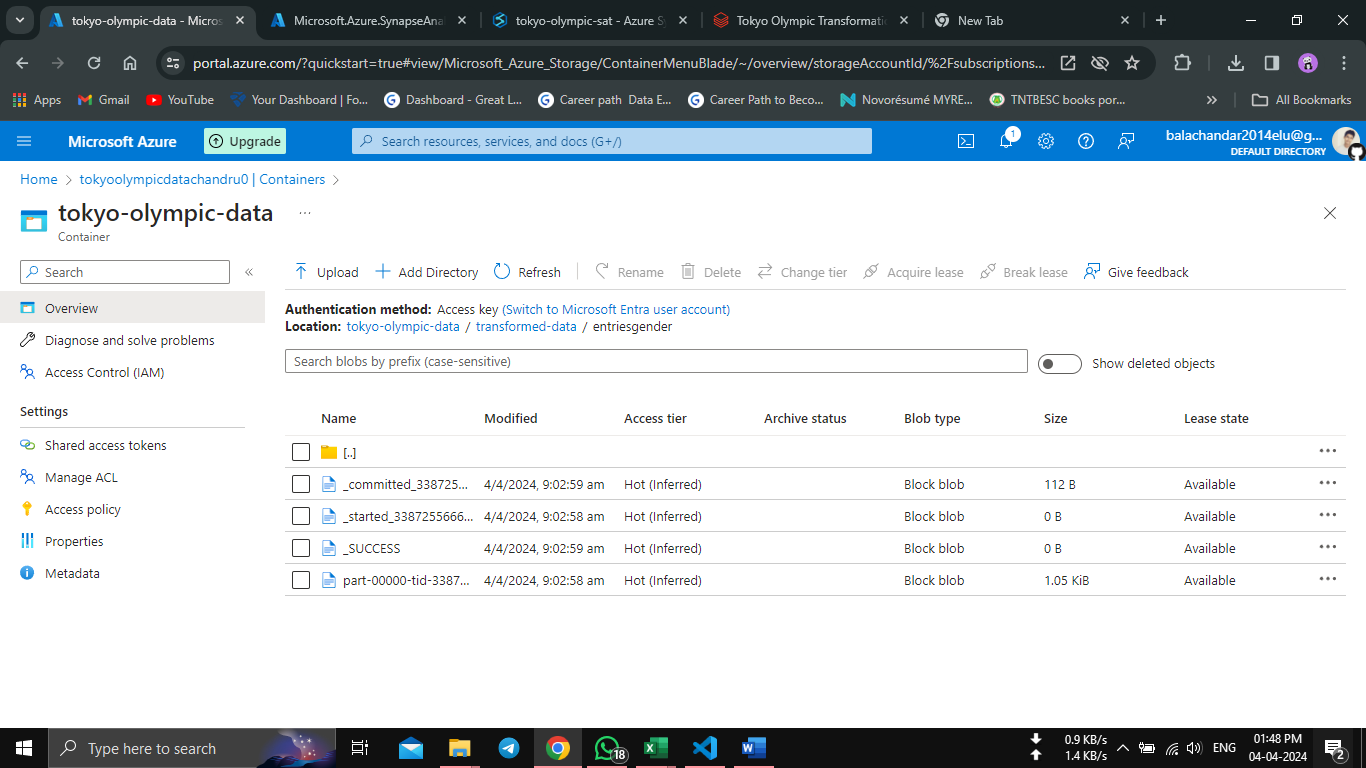 tokyo-olympic-data - Micros
Microsoft.Azure.SynapseAnal
tokyo-olympic-sat - Azure Sy
Tokyo Olympic Transformatio
New Tab
portal.azure.com/?quickstart=true#view/Microsoft_Azure_Storage/ContainerMenuBlade/~/overview/storageAccountId/%2Fsubscriptions...
Apps
Gmail
YouTube
Your Dashboard | Fo...
Dashboard - Great L...
Career path Data E...
Career Path to Beco...
Novorésumé MYRE...
TNTBESC books por...
All Bookmarks
Microsoft Azure
Upgrade
Search resources, services, and docs (G+/)
1
balachandar2014elu@g...
DEFAULT DIRECTORY
Home > tokyoolympicdatachandru0 | Containers >
tokyo-olympic-data ...
Container
Search
Overview
Diagnose and solve problems
Access Control (IAM)
Settings
Shared access tokens
Manage ACL
Access policy
Properties
Metadata
Upload
Add Directory
Refresh
Rename
Delete
Change tier
Acquire lease
Break lease
Give feedback
Authentication method: Access key (Switch to Microsoft Entra user account)
Location: tokyo-olympic-data / transformed-data / entriesgender
Search blobs by prefix (case-sensitive)
Show deleted objects
Name Modified Access tier Archive status Blob type Size Lease state
[..]
_committed_338725... 4/4/2024, 9:02:59 am Hot (Inferred) Block blob 112 B Available
_started_3387255666... 4/4/2024, 9:02:58 am Hot (Inferred) Block blob 0 B Available
_SUCCESS 4/4/2024, 9:02:59 am Hot (Inferred) Block blob 0 B Available
part-00000-tid-3387... 4/4/2024, 9:02:58 am Hot (Inferred) Block blob 1.05 KiB Available
Type here to search
18
0.9 KB/s
1.4 KB/s
ENG
01:48 PM
04-04-2024
2